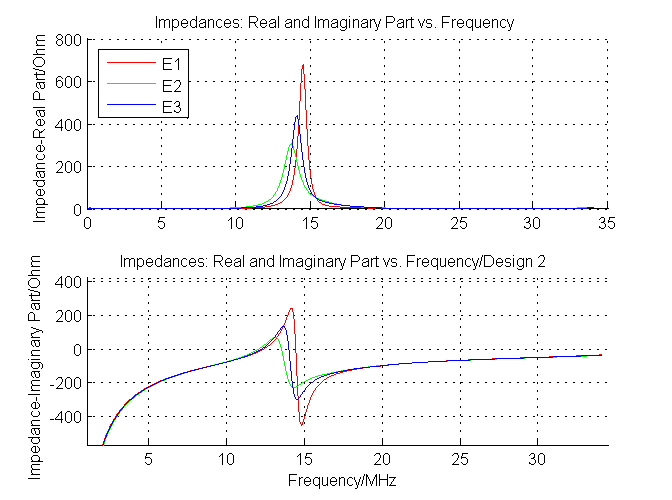 Impedances: Real and Imaginary Part vs. Frequency
Impedance-Real Part/Ohm
800
600
400
200
0
E1
E2
E3
0 5 10 15 20 25 30 35
Impedances: Real and Imaginary Part vs. Frequency/Design 2
Impedance-Imaginary Part/Ohm
400
200
0
-200
-400
5 10 15 20 25 30
Frequency/MHz